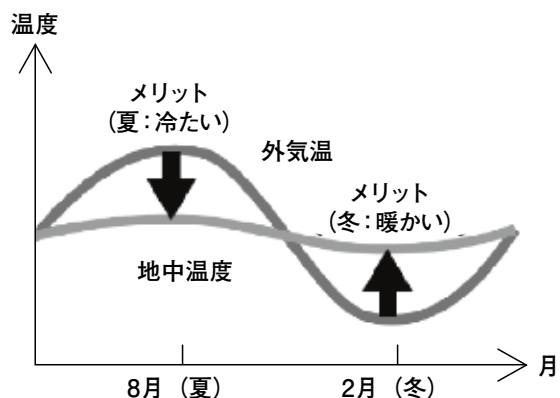 温度
メリット
（夏：冷たい）
外気温
メリット
（冬：暖かい）
地中温度
月
8月（夏）
2月（冬）